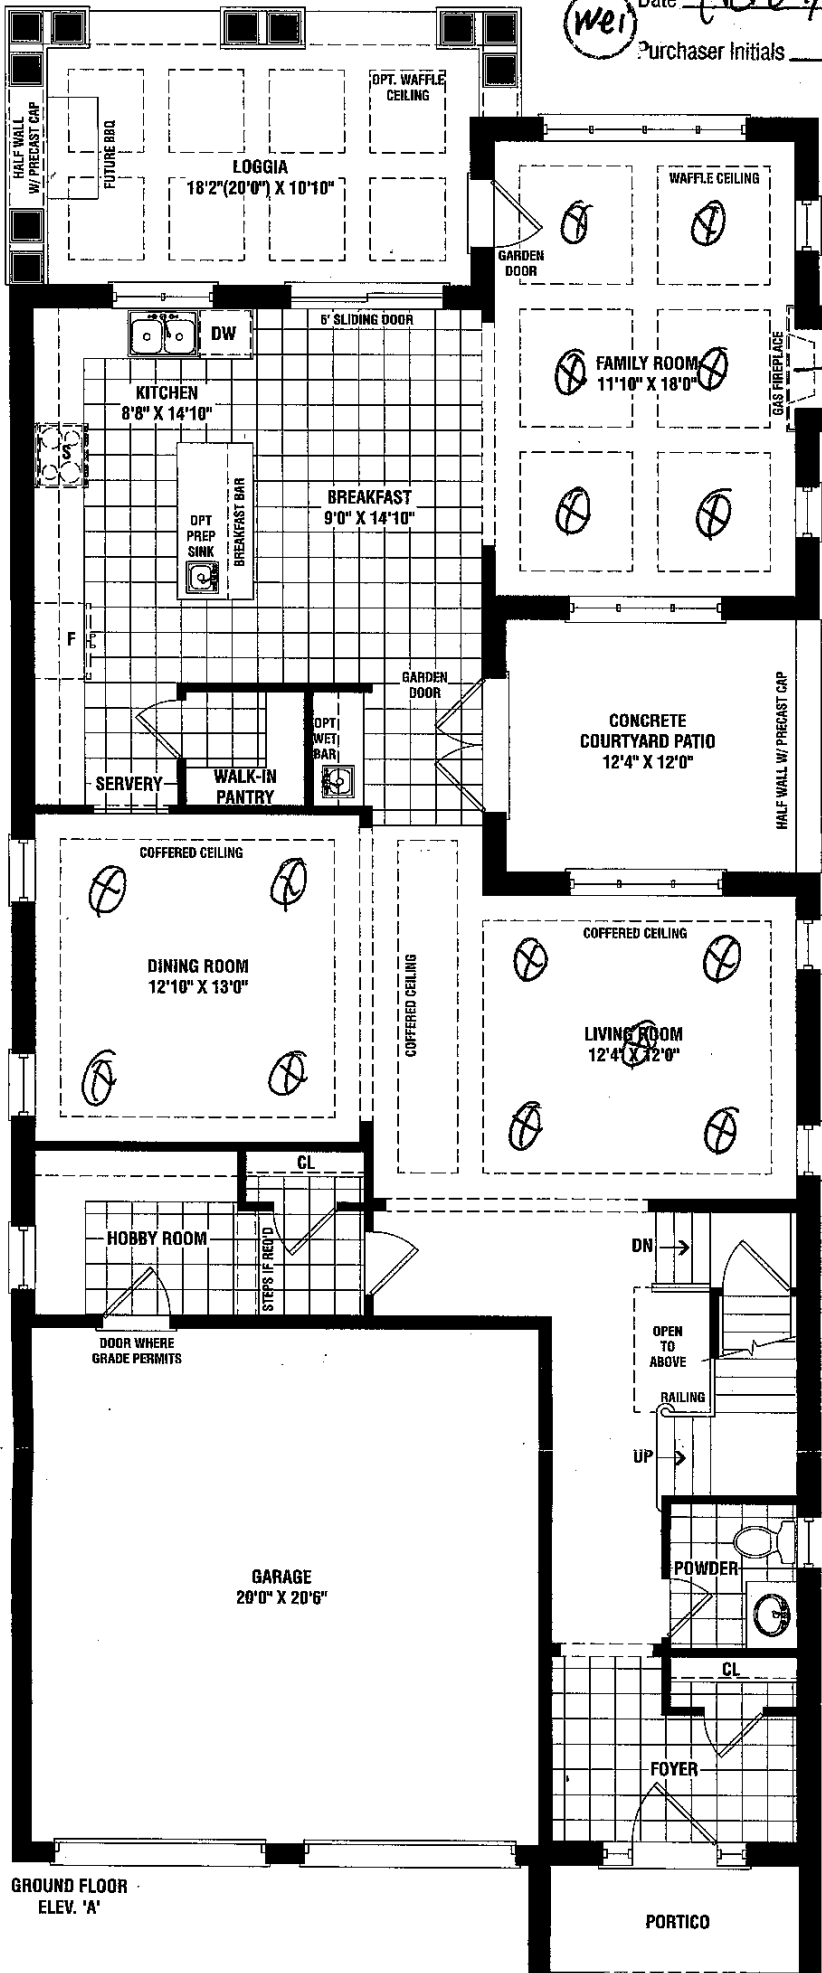 Date
Wei
Purchaser Initials
OPT. WAFFLE
CEILING
HALF WALL
W/ PRECAST CAP
FUTURE BBQ
LOGGIA
18'2"(20'0") X 10'10"
WAFFLE CEILING
GARDEN
DOOR
6' SLIDING DOOR
DW
KITCHEN
8'8" X 14'10"
FAMILY ROOM
11'10" X 18'0"
GAS FIREPLACE
S
BREAKFAST
9'0" X 14'10"
OPT
PREP
SINK
BREAKFAST BAR
F
GARDEN
DOOR
CONCRETE
COURTYARD PATIO
12'4" X 12'0"
HALF WALL W/ PRECAST CAP
OPT
WET
BAR
SERVERY
WALK-IN
PANTRY
COFFERED CEILING
DINING ROOM
12'10" X 13'0"
COFFERED CEILING
COFFERED CEILING
LIVING ROOM
12'4" X 12'0"
CL
HOBBY ROOM
STEPS IF REQ'D
DN
DOOR WHERE
GRADE PERMITS
OPEN
TO
ABOVE
RAILING
UP
GARAGE
20'0" X 20'6"
POWDER
CL
FOYER
GROUND FLOOR
ELEV. 'A'
PORTICO